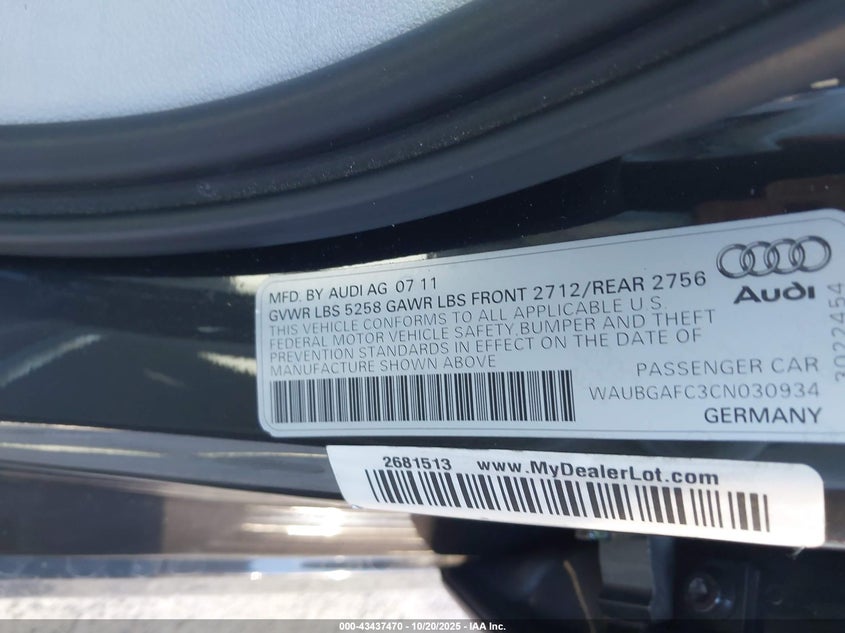 MFD. BY AUDI AG 07 11
GVWR LBS 5258 GAWR LBS FRONT 2712/REAR 2756
THIS VEHICLE CONFORMS TO ALL APPLICABLE U.S.
FEDERAL MOTOR VEHICLE SAFETY, BUMPER AND THEFT
PREVENTION STANDARDS IN EFFECT ON THE DATE OF
MANUFACTURE SHOWN ABOVE
Audi
3022454
PASSENGER CAR
WAUBGAFC3CN030934
GERMANY
2681513 www.MyDealerLot.com
000-43437470 - 10/20/2025 - IAA Inc.